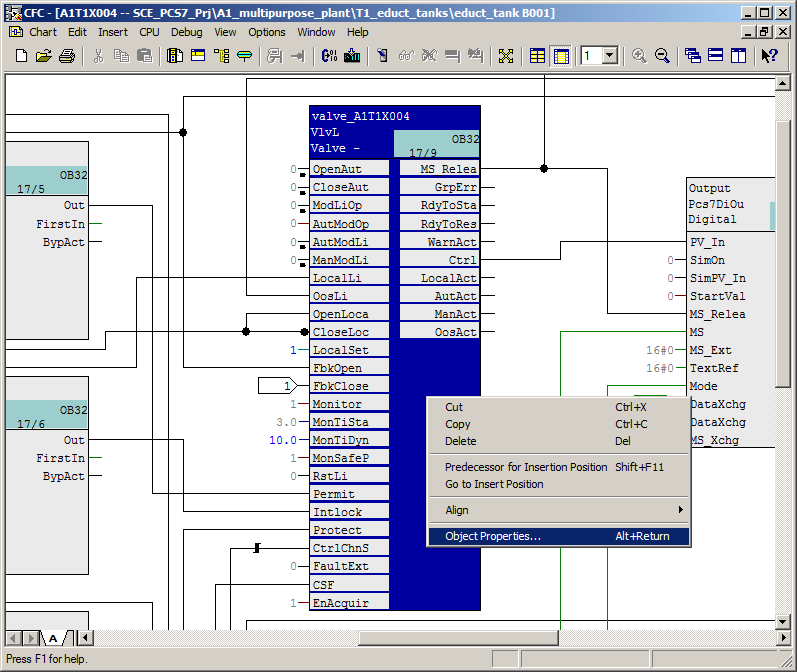 CFC - [A1T1X004 -- SCE_PCS7_Prj\A1_multipurpose_plant\T1_educt_tanks\educt_tank B001]
Chart Edit Insert CPU Debug View Options Window Help
1
valve_A1T1X004
VlvL
Valve -
OB32
17/9
OB32
17/5
Out
FirstIn
BypAct
OB32
17/6
Out
FirstIn
BypAct
0 OpenAut
0 CloseAut
0 ModLiOp
0 AutModOp
0 AutModLi
0 ManModLi
LocalLi
OosLi
OpenLoca
CloseLoc
1 LocalSet
FbkOpen
1 FbkClose
1 Monitor
3.0 MonTiSta
10.0 MonTiDyn
1 MonSafeP
0 RstLi
Permit
Intlock
Protect
CtrlChnS
0 FaultExt
CSF
1 EnAcquir
MS_Relea
GrpErr
RdyToSta
RdyToRes
WarnAct
Ctrl
LocalAct
AutAct
ManAct
OosAct
Output
Pcs7DiOu
Digital
PV_In
0 SimOn
0 SimPV_In
0 StartVal
MS_Relea
MS
16#0 MS_Ext
16#0 TextRef
Mode
DataXchg
DataXchg
MS_Xchg
Cut Ctrl+X
Copy Ctrl+C
Delete Del
Predecessor for Insertion Position Shift+F11
Go to Insert Position
Align
Object Properties... Alt+Return
A
Press F1 for help.